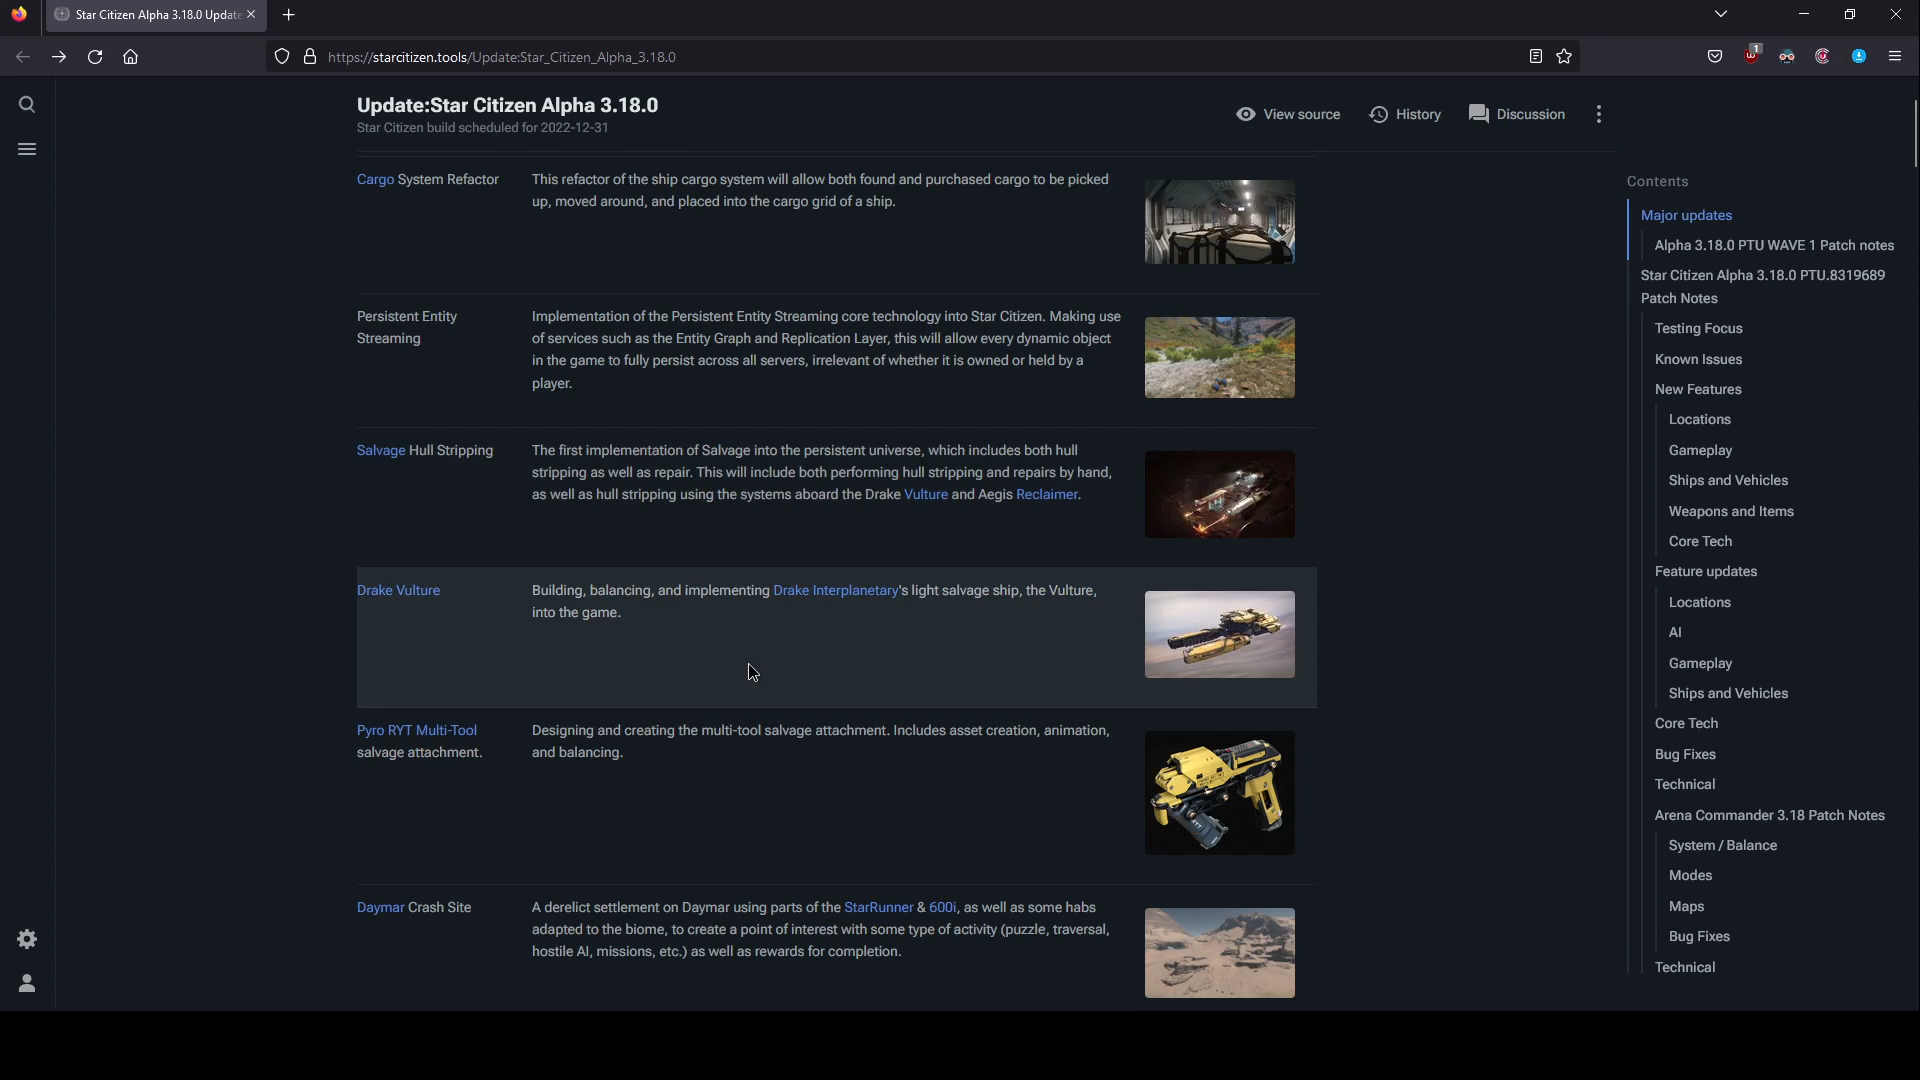 Star Citizen Alpha 3.18.0 Update
https://starcitizen.tools/Update:Star_Citizen_Alpha_3.18.0
1
Update:Star Citizen Alpha 3.18.0
Star Citizen build scheduled for 2022-12-31
View source
History
Discussion
Cargo System Refactor
This refactor of the ship cargo system will allow both found and purchased cargo to be picked
up, moved around, and placed into the cargo grid of a ship.
Persistent Entity
Streaming
Implementation of the Persistent Entity Streaming core technology into Star Citizen. Making use
of services such as the Entity Graph and Replication Layer, this will allow every dynamic object
in the game to fully persist across all servers, irrelevant of whether it is owned or held by a
player.
Salvage Hull Stripping
The first implementation of Salvage into the persistent universe, which includes both hull
stripping as well as repair. This will include both performing hull stripping and repairs by hand,
as well as hull stripping using the systems aboard the Drake Vulture and Aegis Reclaimer.
Drake Vulture
Building, balancing, and implementing Drake Interplanetary's light salvage ship, the Vulture,
into the game.
Pyro RYT Multi-Tool
salvage attachment.
Designing and creating the multi-tool salvage attachment. Includes asset creation, animation,
and balancing.
Daymar Crash Site
A derelict settlement on Daymar using parts of the StarRunner & 600i, as well as some habs
adapted to the biome, to create a point of interest with some type of activity (puzzle, traversal,
hostile AI, missions, etc.) as well as rewards for completion.
Contents
Major updates
Alpha 3.18.0 PTU WAVE 1 Patch notes
Star Citizen Alpha 3.18.0 PTU.8319689
Patch Notes
Testing Focus
Known Issues
New Features
Locations
Gameplay
Ships and Vehicles
Weapons and Items
Core Tech
Feature updates
Locations
AI
Gameplay
Ships and Vehicles
Core Tech
Bug Fixes
Technical
Arena Commander 3.18 Patch Notes
System / Balance
Modes
Maps
Bug Fixes
Technical